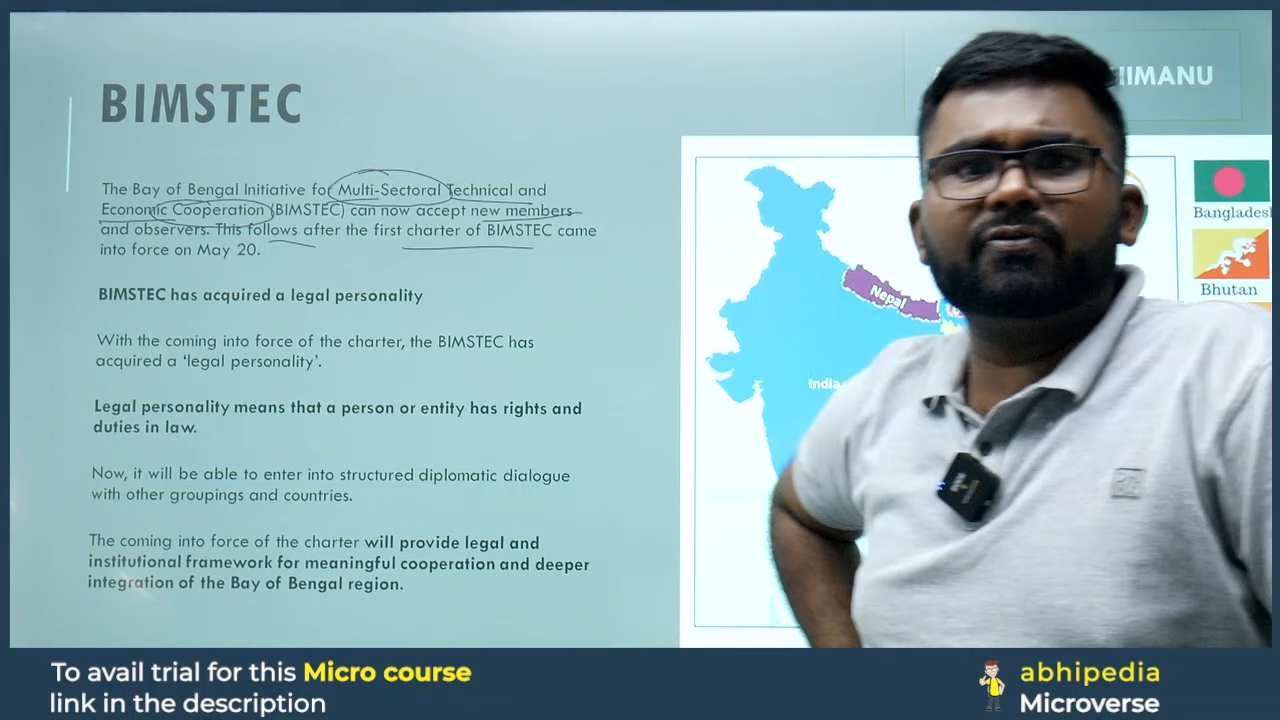 BIMSTEC
HIMANU
The Bay of Bengal Initiative for Multi-Sectoral Technical and
Economic Cooperation (BIMSTEC) can now accept new members
and observers. This follows after the first charter of BIMSTEC came
into force on May 20.
BIMSTEC has acquired a legal personality
With the coming into force of the charter, the BIMSTEC has
acquired a ‘legal personality’.
Legal personality means that a person or entity has rights and
duties in law.
Now, it will be able to enter into structured diplomatic dialogue
with other groupings and countries.
The coming into force of the charter will provide legal and
institutional framework for meaningful cooperation and deeper
integration of the Bay of Bengal region.
Nepal
India
Bangladesh
Bhutan
To avail trial for this Micro course
link in the description
abhipedia
Microverse